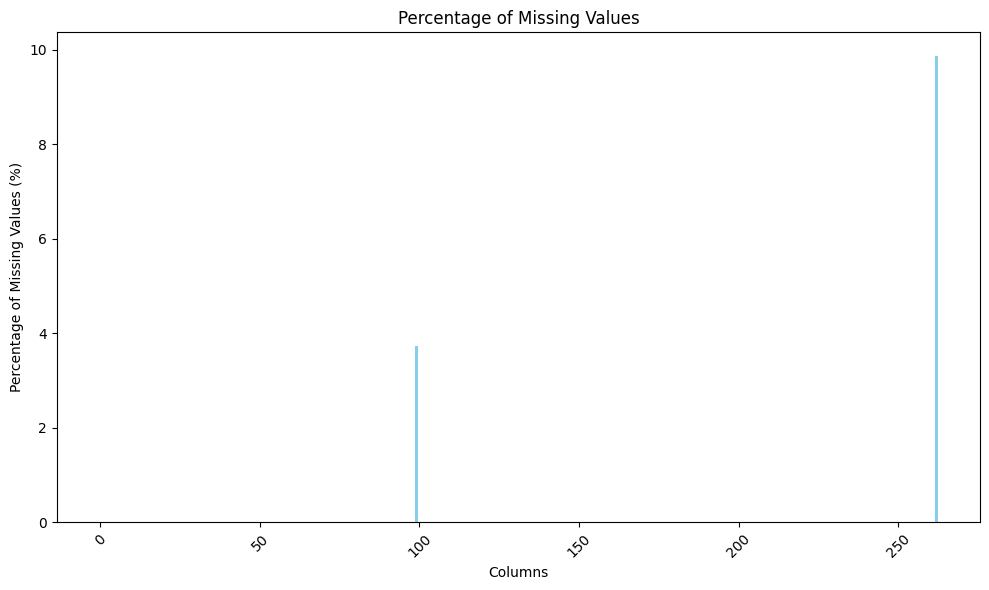 Percentage of Missing Values
Percentage of Missing Values (%)
10
8
6
4
2
0
0 50 100 150 200 250
Columns